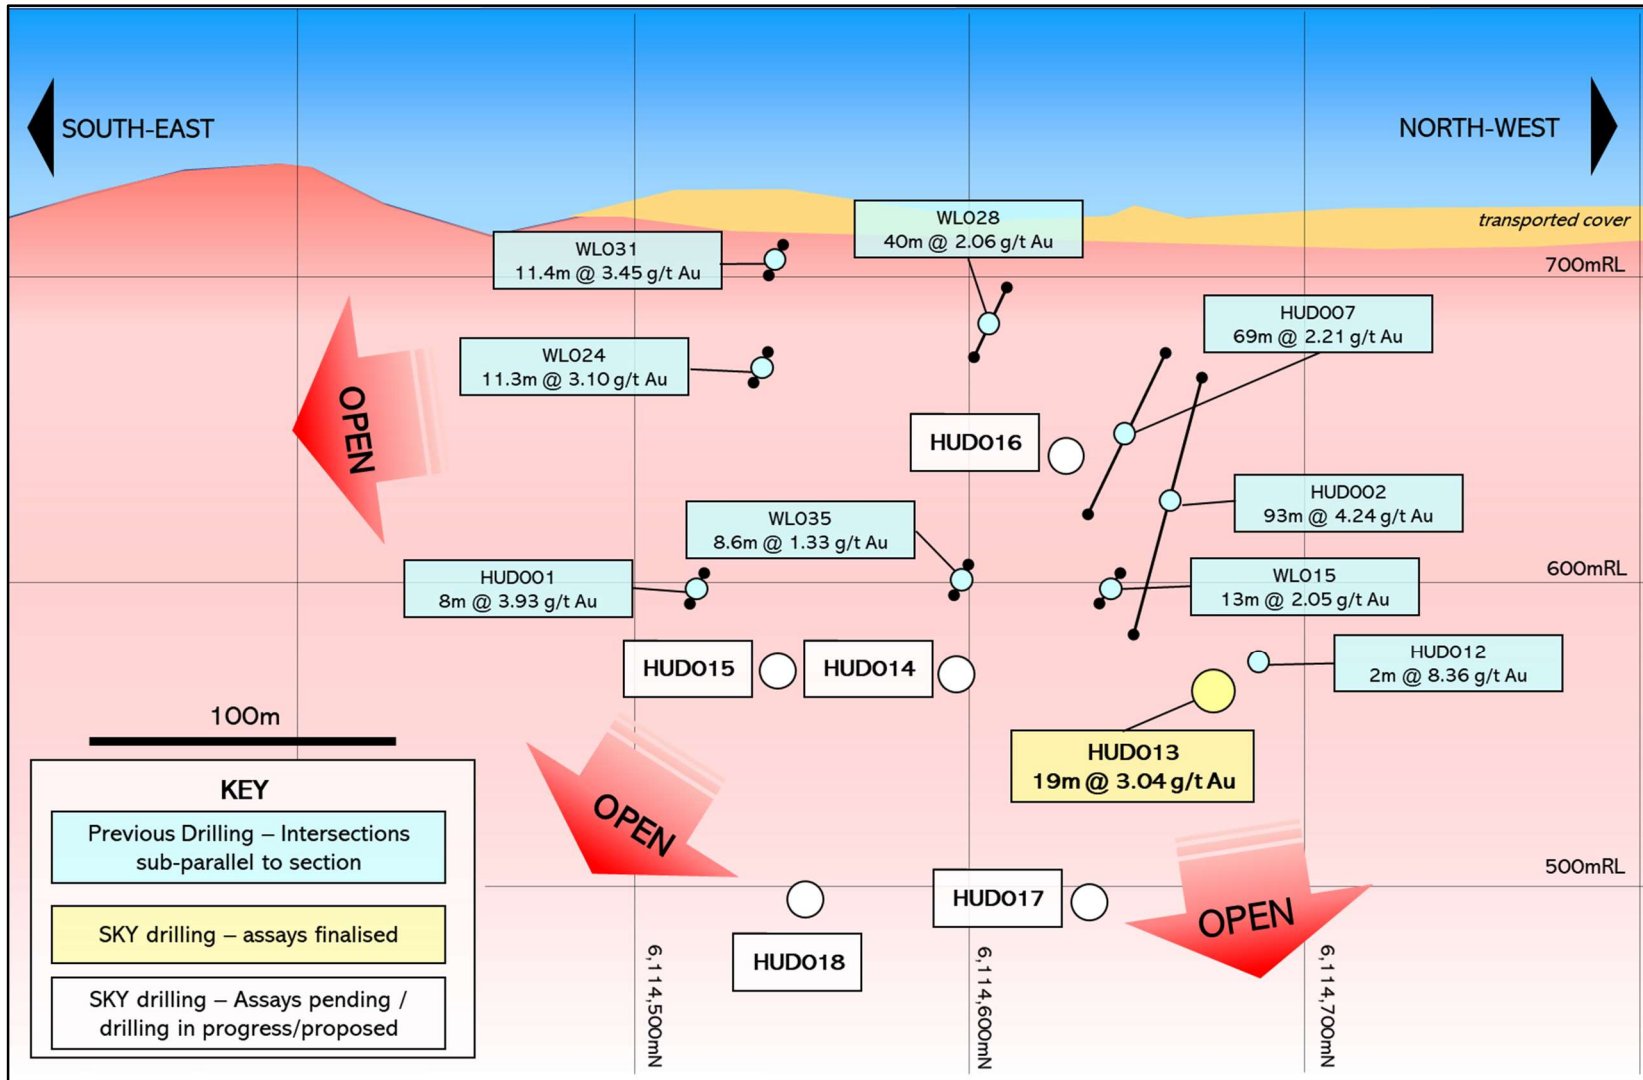 SOUTH-EAST
NORTH-WEST
transported cover
WL031
11.4m @ 3.45 g/t Au
WL028
40m @ 2.06 g/t Au
700mRL
HUD007
69m @ 2.21 g/t Au
WL024
11.3m @ 3.10 g/t Au
OPEN
HUD016
HUD002
93m @ 4.24 g/t Au
WL035
8.6m @ 1.33 g/t Au
HUD001
8m @ 3.93 g/t Au
WL015
13m @ 2.05 g/t Au
600mRL
HUD015
HUD014
HUD012
2m @ 8.36 g/t Au
100m
HUD013
19m @ 3.04 g/t Au
KEY
Previous Drilling – Intersections
sub-parallel to section
SKY drilling – assays finalised
SKY drilling – Assays pending /
drilling in progress/proposed
OPEN
500mRL
HUD017
OPEN
HUD018
6,114,500mN
6,114,600mN
6,114,700mN